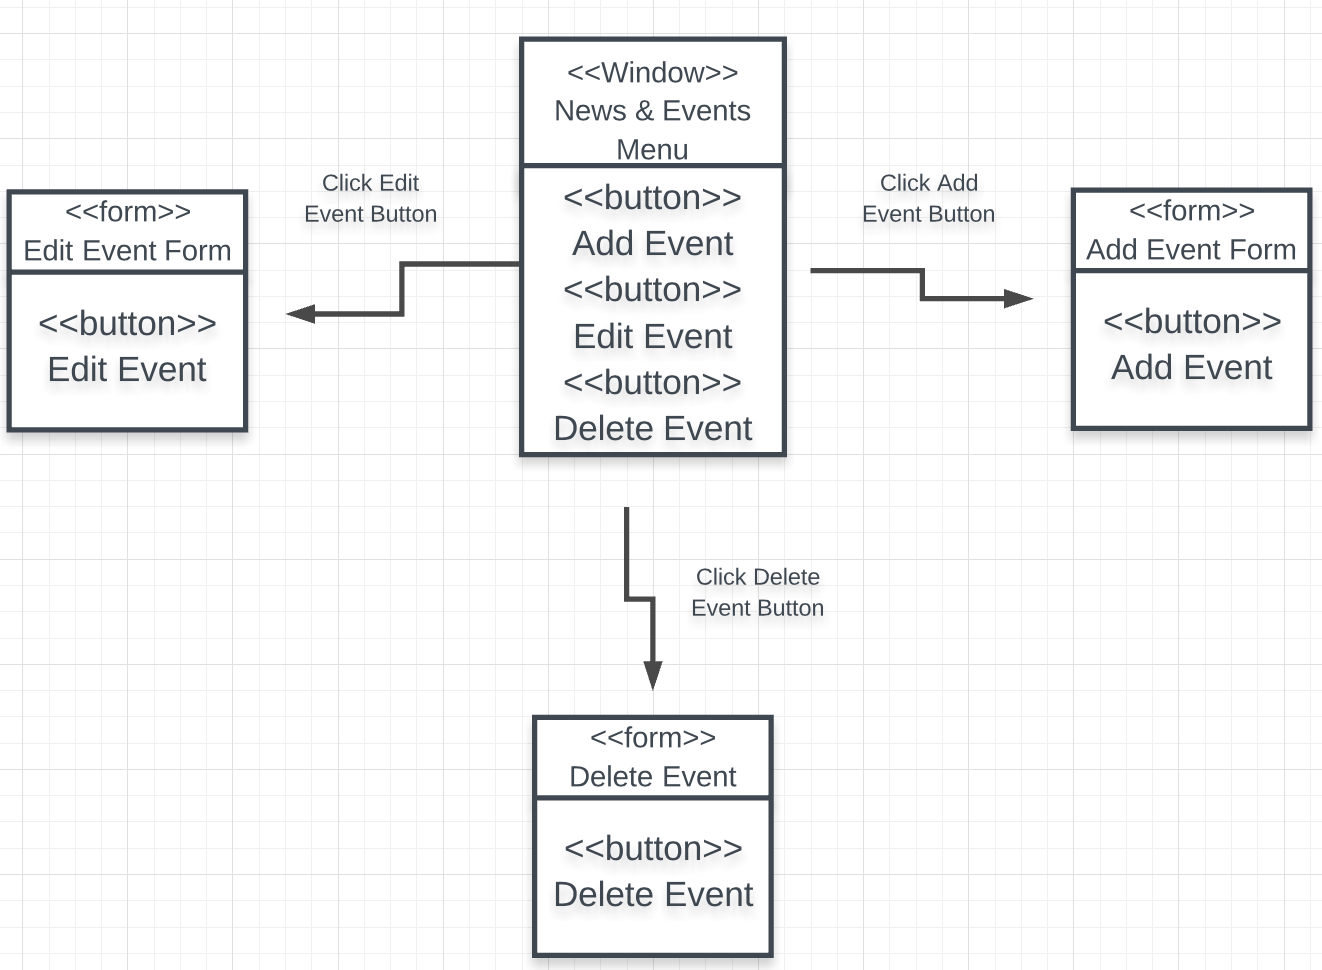 <<Window>>
News & Events
Menu
<<button>>
Add Event
<<button>>
Edit Event
<<button>>
Delete Event
Click Edit
Event Button
<<form>>
Edit Event Form
<<button>>
Edit Event
Click Add
Event Button
<<form>>
Add Event Form
<<button>>
Add Event
Click Delete
Event Button
<<form>>
Delete Event
<<button>>
Delete Event